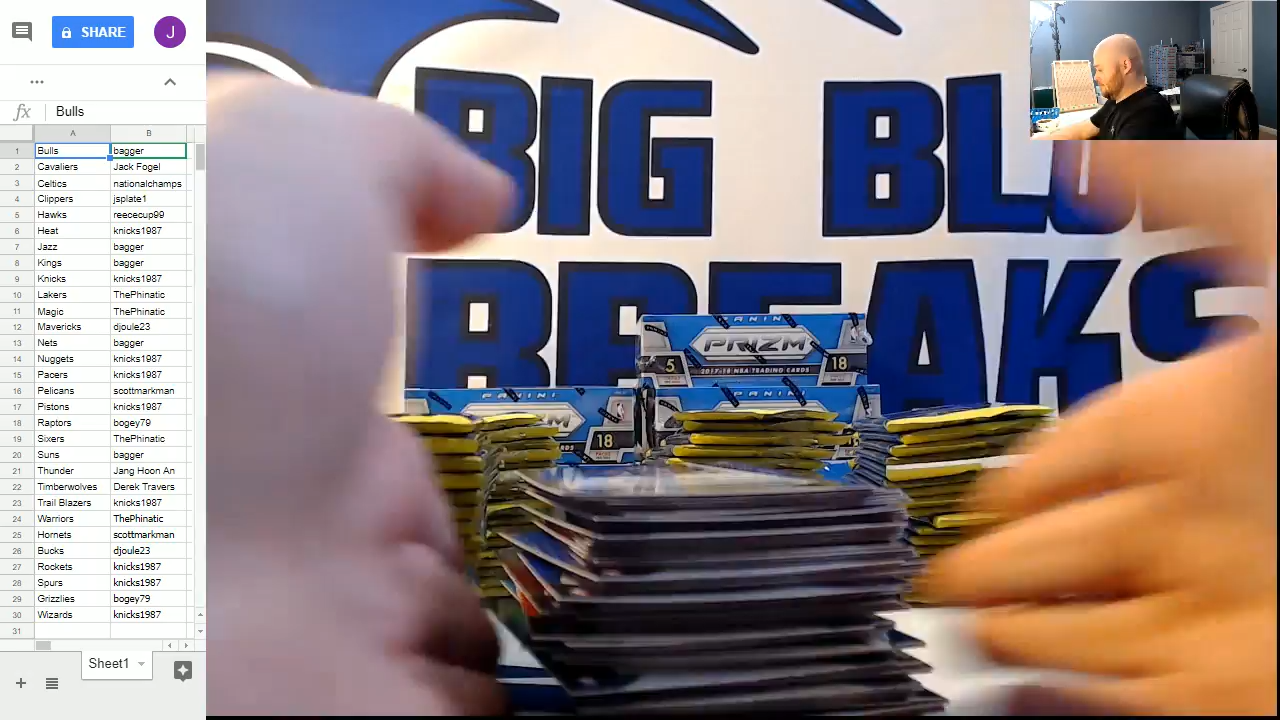 SHARE
J
...
fx Bulls
A B
1 Bulls bagger
2 Cavaliers Jack Fogel
3 Celtics nationalchamps
4 Clippers jsplate1
5 Hawks reececup99
6 Heat knicks1987
7 Jazz bagger
8 Kings bagger
9 Knicks knicks1987
10 Lakers ThePhinatic
11 Magic ThePhinatic
12 Mavericks djoule23
13 Nets bagger
14 Nuggets knicks1987
15 Pacers knicks1987
16 Pelicans scottmarkman
17 Pistons knicks1987
18 Raptors bogey79
19 Sixers ThePhinatic
20 Suns bagger
21 Thunder Jang Hoon An
22 Timberwolves Derek Travers
23 Trail Blazers knicks1987
24 Warriors ThePhinatic
25 Hornets scottmarkman
26 Bucks djoule23
27 Rockets knicks1987
28 Spurs knicks1987
29 Grizzlies bogey79
30 Wizards knicks1987
31
Sheet1
BIG BLUE
BREAKS
PANINI
PRIZM
5 2017-18 NBA TRADING CARDS 18
PANINI
PANINI
18